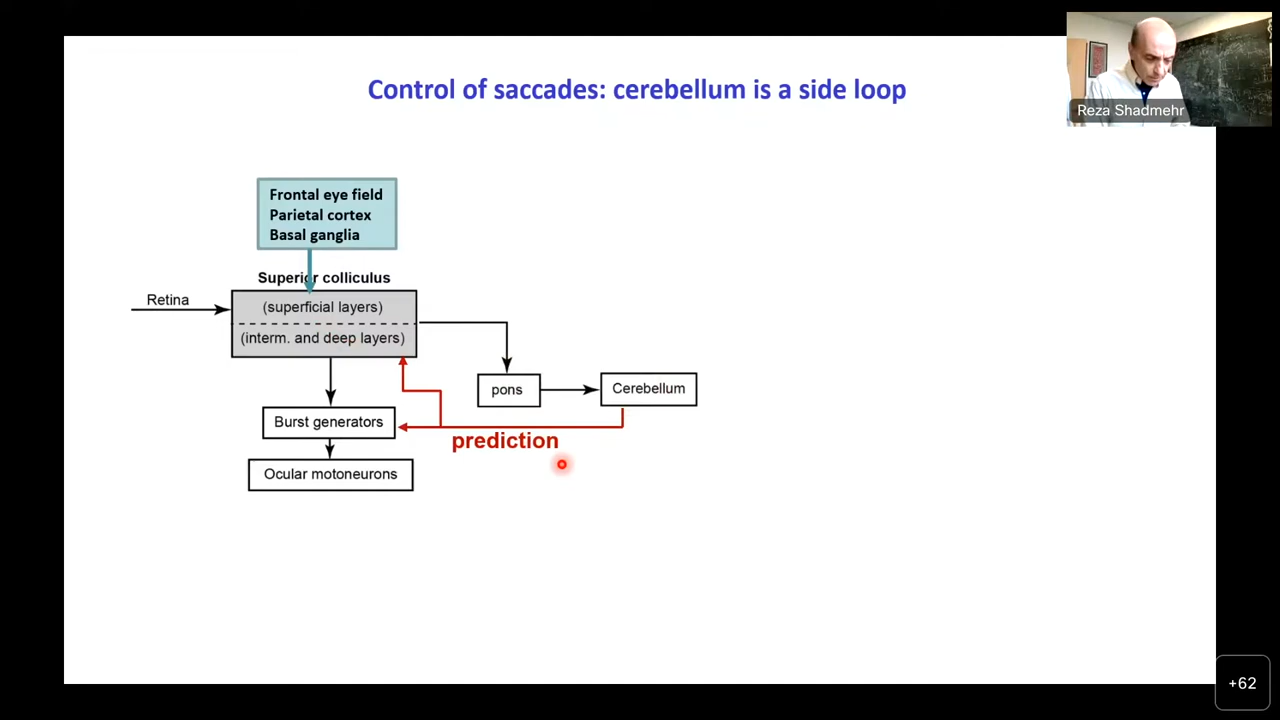 Control of saccades: cerebellum is a side loop
Reza Shadmehr
Frontal eye field
Parietal cortex
Basal ganglia
Superior colliculus
Retina
(superficial layers)
(interm. and deep layers)
pons
Cerebellum
Burst generators
prediction
Ocular motoneurons
+62